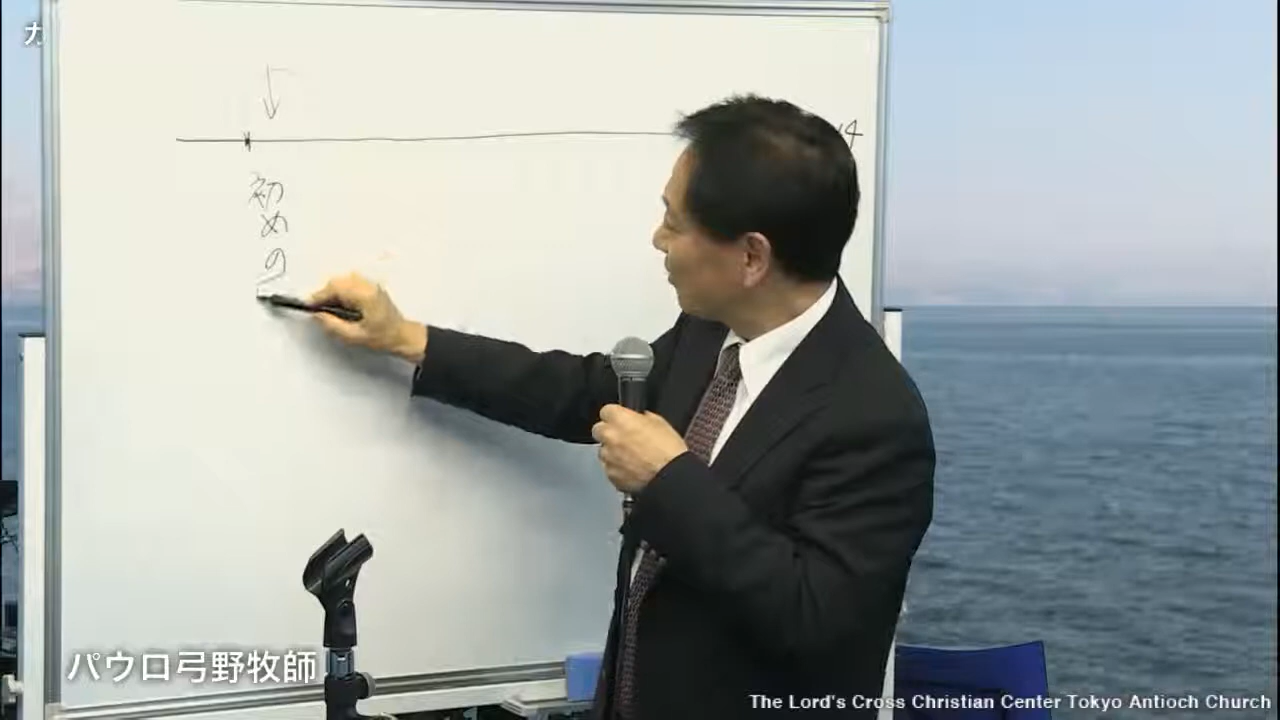 初めの
パウロ弓野牧師
The Lord's Cross Christian Center Tokyo Antioch Church